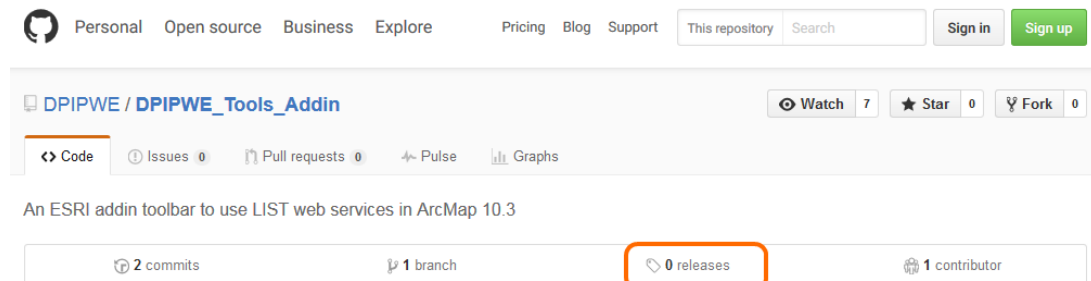 Personal Open source Business Explore Pricing Blog Support This repository Search Sign in Sign up
DPIPWE / DPIPWE_Tools_Addin Watch 7 Star 0 Fork 0
Code Issues 0 Pull requests 0 Pulse Graphs
An ESRI addin toolbar to use LIST web services in ArcMap 10.3
2 commits 1 branch 0 releases 1 contributor